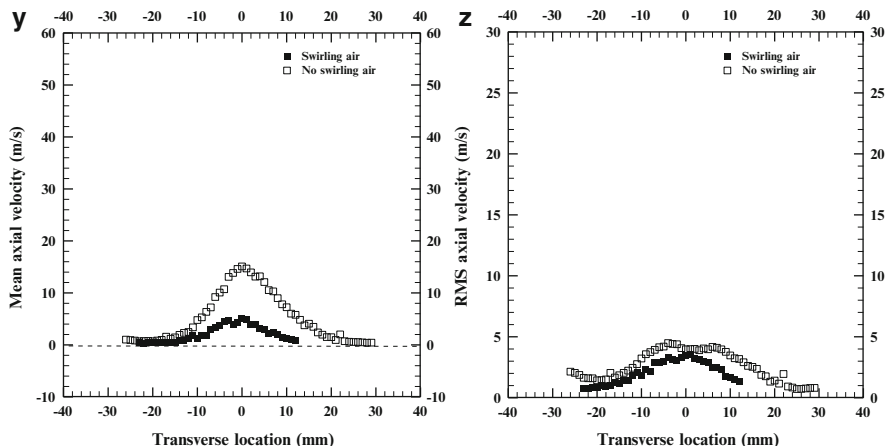 y
-40 -30 -20 -10 0 10 20 30 40
60 60
50 50
40 40
30 30
20 20
10 10
0 0
-10 -10
-40 -30 -20 -10 0 10 20 30 40
Mean axial velocity (m/s)
Transverse location (mm)
Swirling air
No swirling air
z
-40 -30 -20 -10 0 10 20 30 40
30 30
25 25
20 20
15 15
10 10
5 5
0 0
-40 -30 -20 -10 0 10 20 30 40
RMS axial velocity (m/s)
Transverse location (mm)
Swirling air
No swirling air